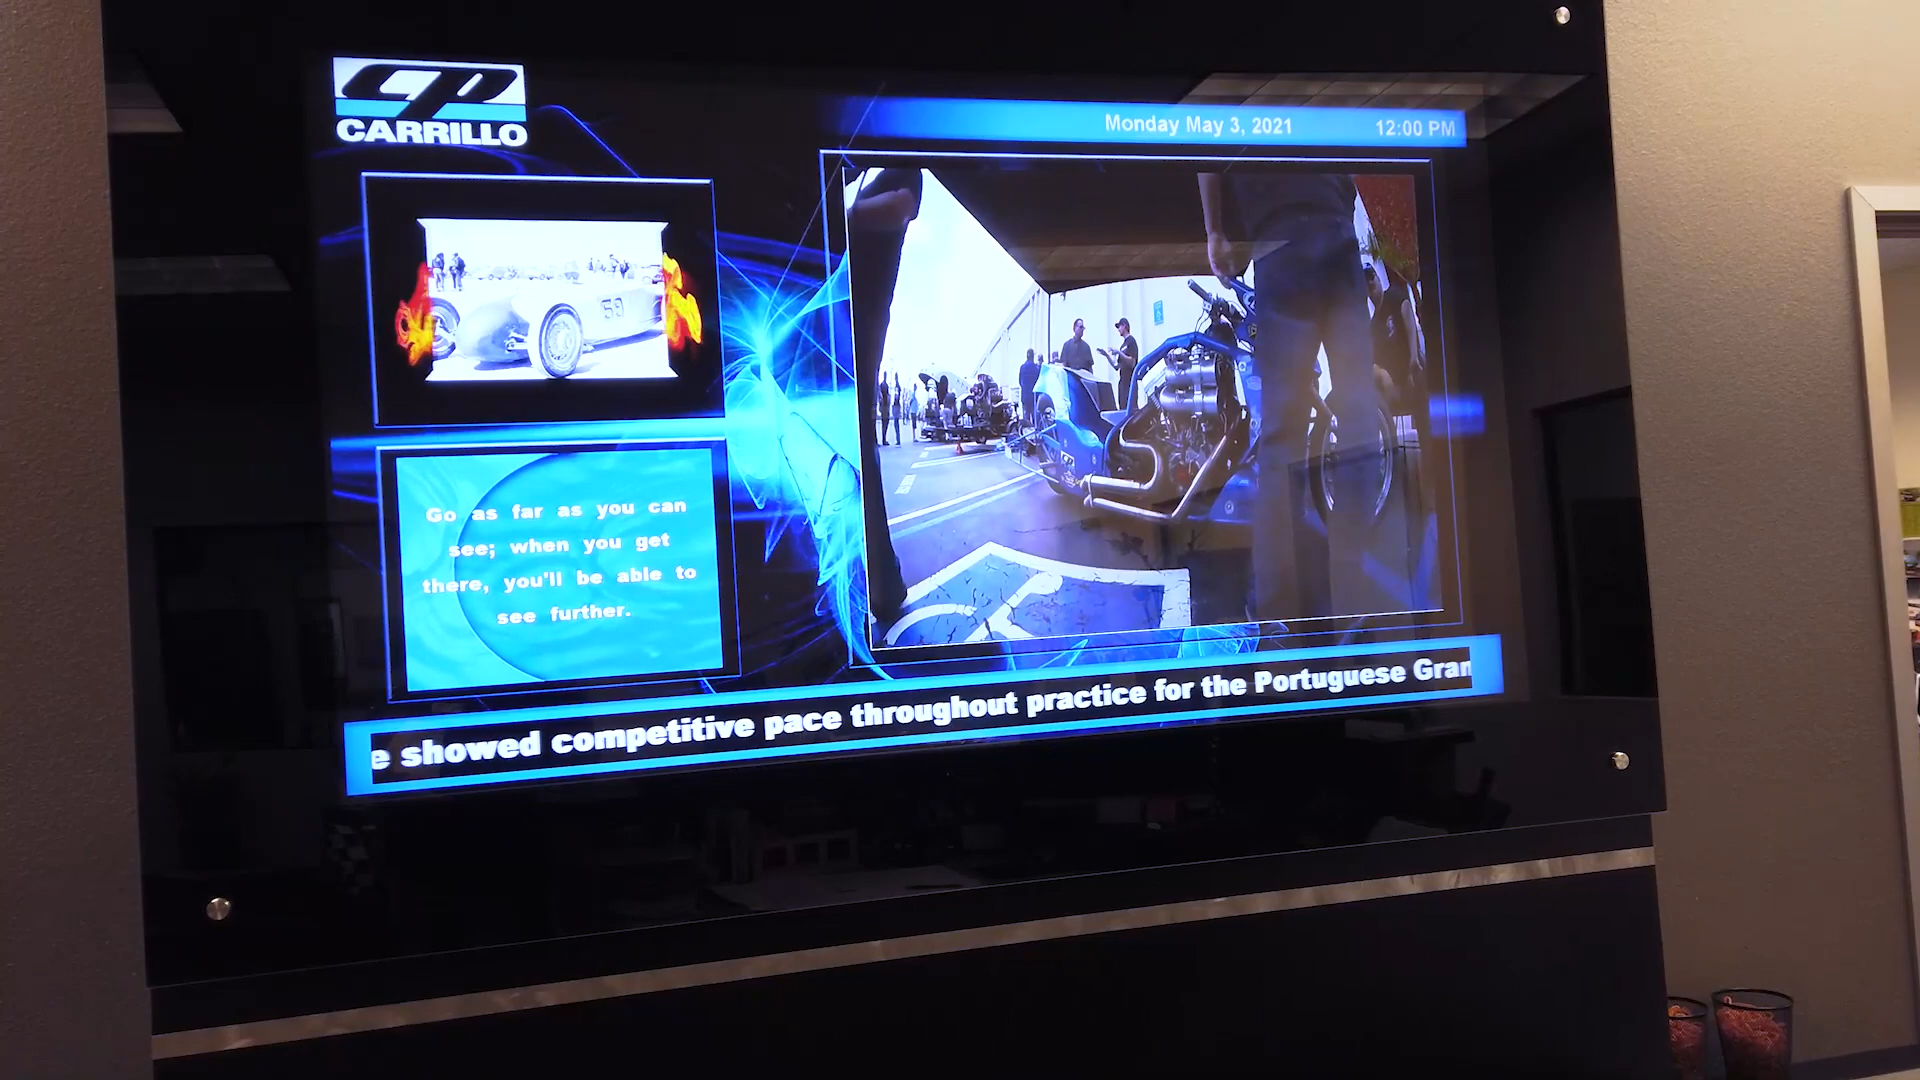 CP
CARRILLO
Monday May 3, 2021 12:00 PM
59
Go as far as you can
see; when you get
there, you'll be able to
see further.
e showed competitive pace throughout practice for the Portuguese Gran